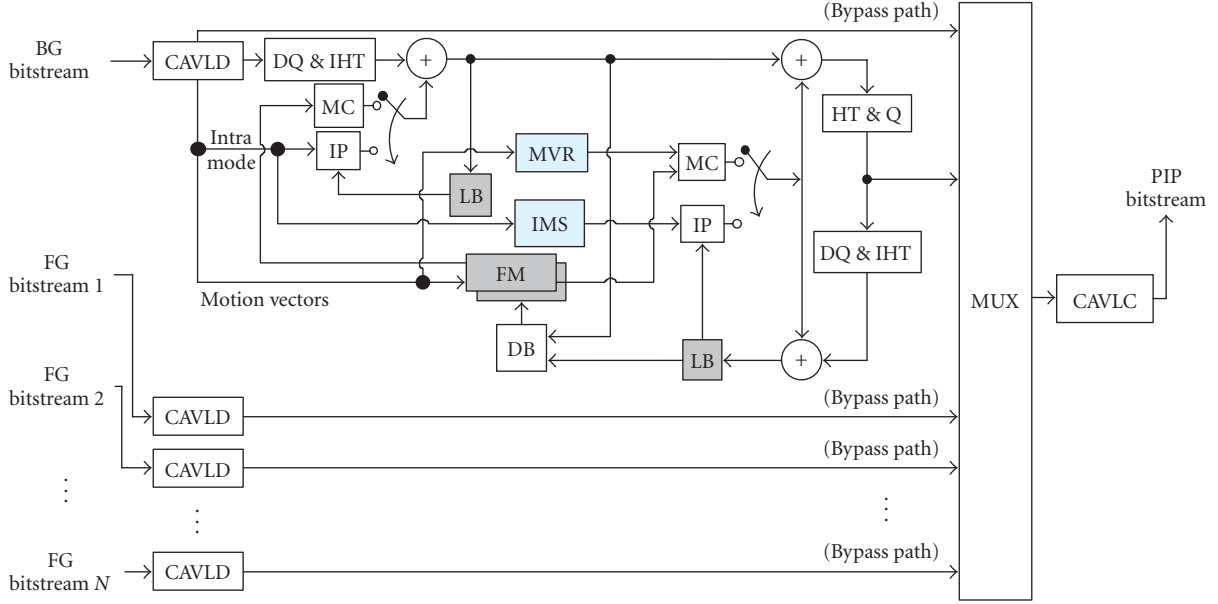 (Bypass path)
BG
bitstream
CAVLD
DQ & IHT
+
+
MC
HT & Q
Intra
mode
IP
MVR
MC
LB
PIP
bitstream
IMS
IP
DQ & IHT
FG
bitstream 1
FM
Motion vectors
MUX
CAVLC
DB
LB
+
FG
bitstream 2
(Bypass path)
CAVLD
(Bypass path)
CAVLD
(Bypass path)
FG
bitstream N
CAVLD